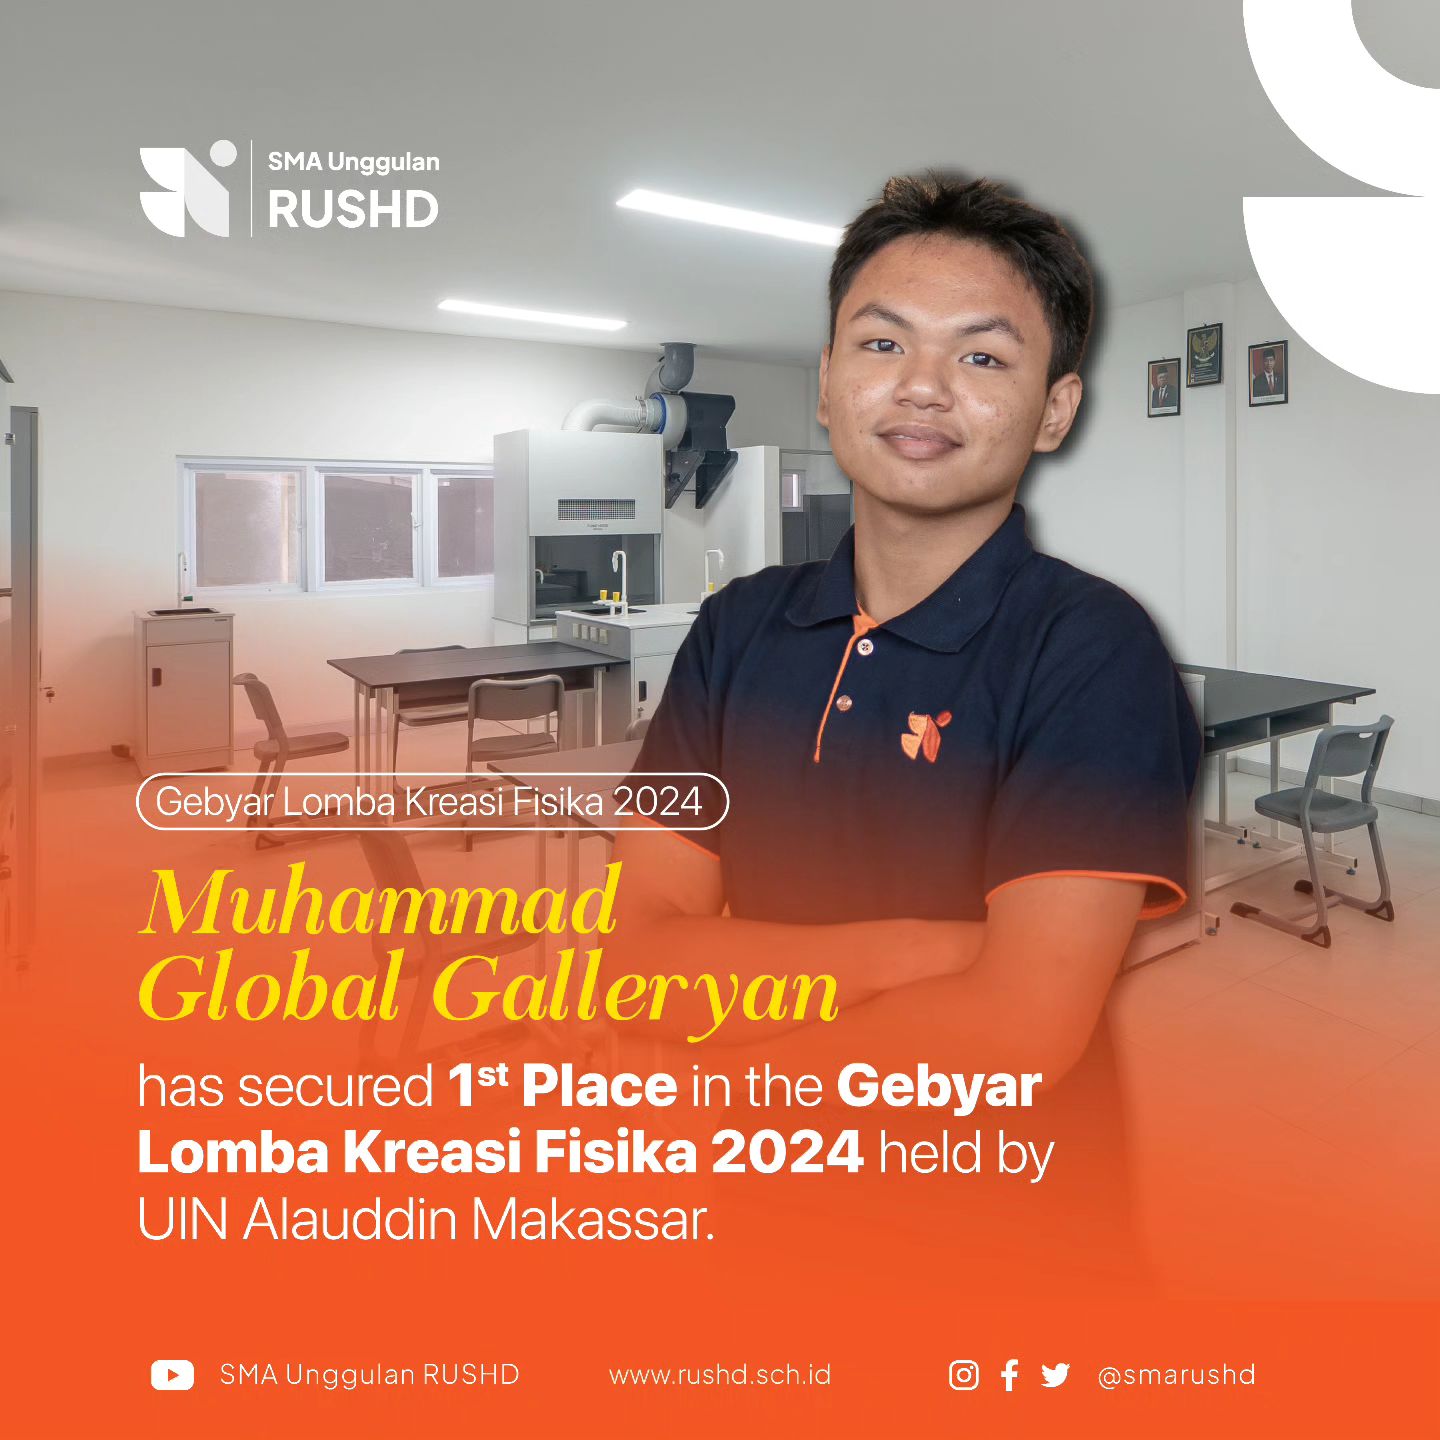 SMA Unggulan
RUSHD
Gebyar Lomba Kreasi Fisika 2024
Muhammad
Global Galleryan
has secured 1st Place in the Gebyar
Lomba Kreasi Fisika 2024 held by
UIN Alauddin Makassar.
SMA Unggulan RUSHD
www.rushd.sch.id
@smarushd